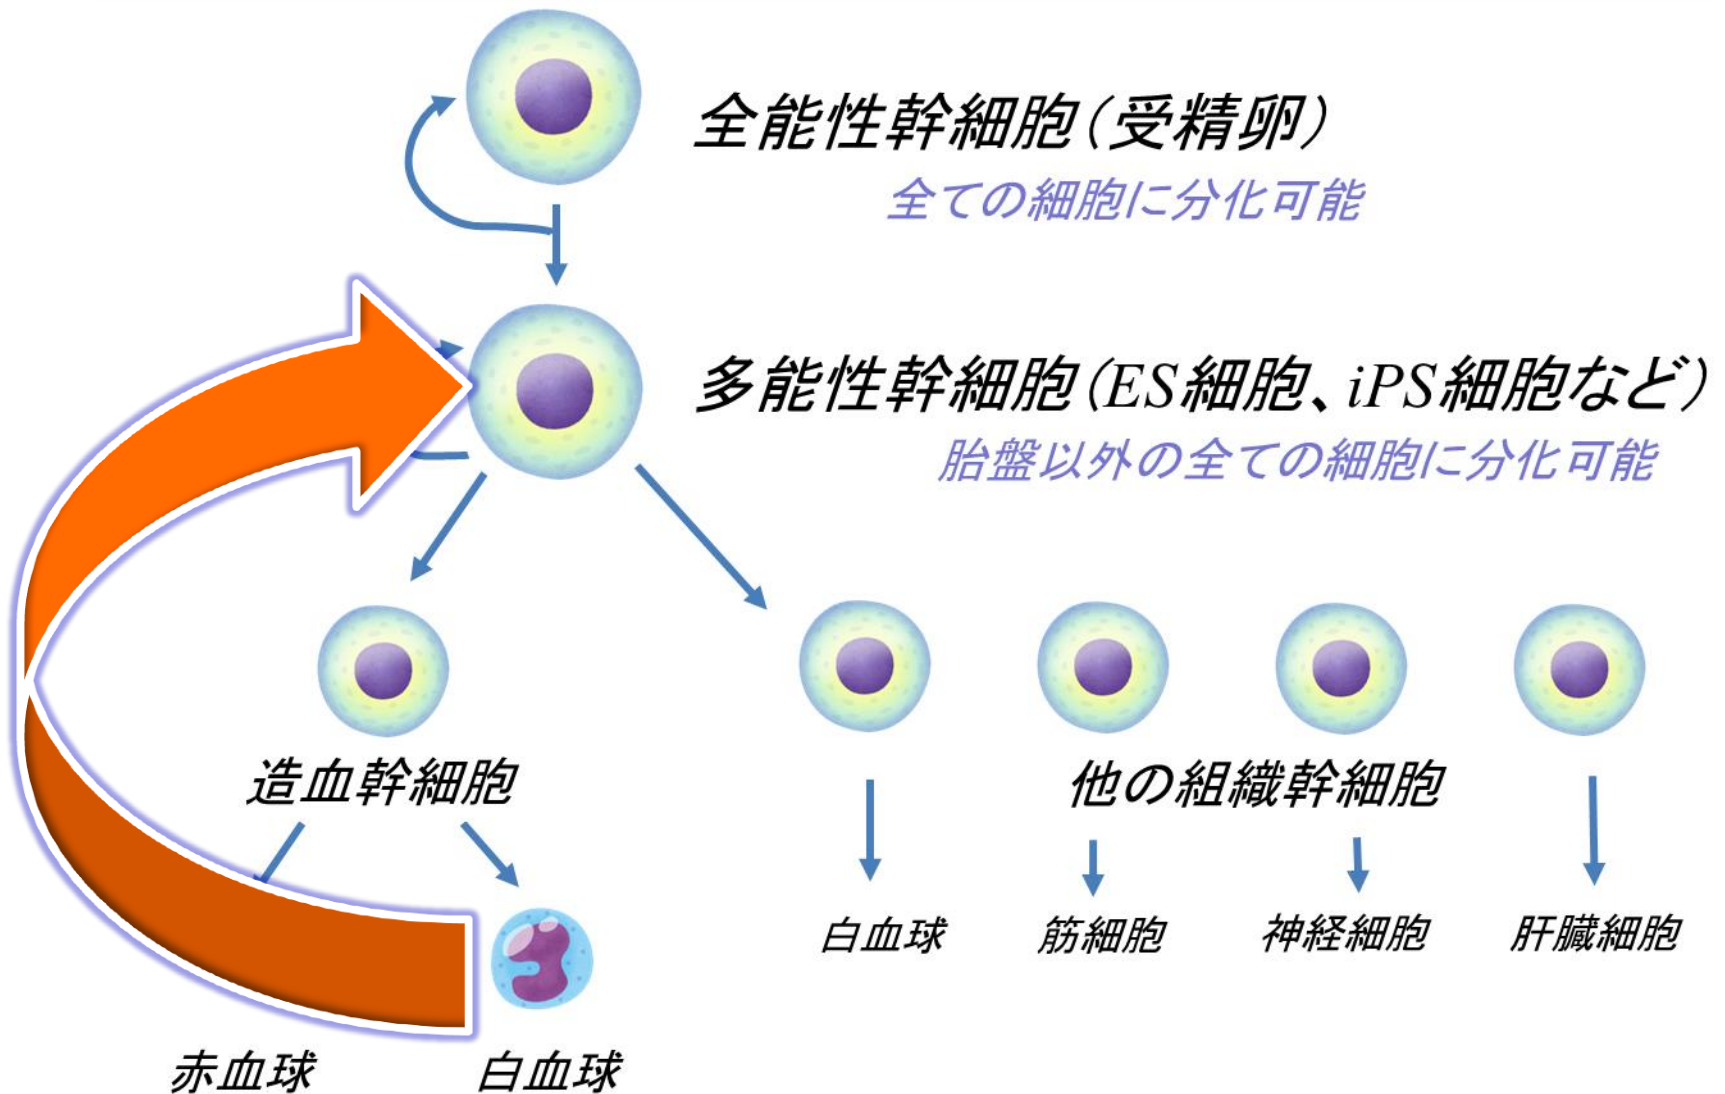 全能性幹細胞(受精卵)
全ての細胞に分化可能
多能性幹細胞(ES細胞、iPS細胞など)
胎盤以外の全ての細胞に分化可能
造血幹細胞
他の組織幹細胞
白血球
筋細胞
神経細胞
肝臓細胞
赤血球
白血球